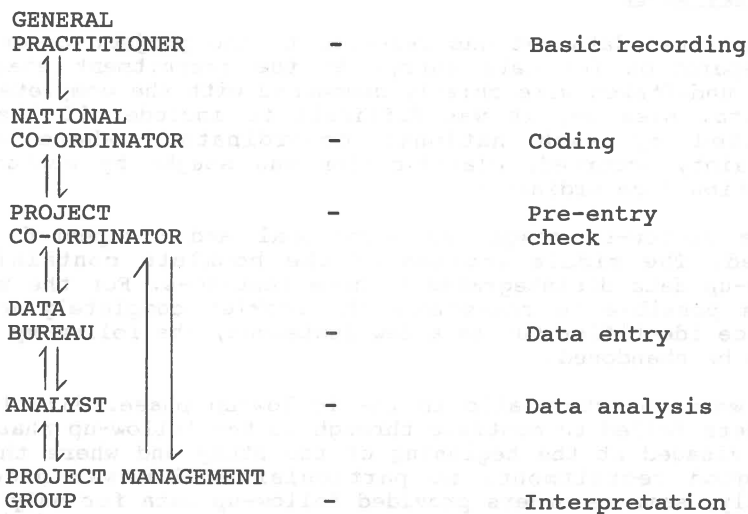 GENERAL
PRACTITIONER - Basic recording
NATIONAL
CO-ORDINATOR - Coding
PROJECT - Pre-entry
CO-ORDINATOR check
DATA
BUREAU - Data entry
ANALYST - Data analysis
PROJECT MANAGEMENT
GROUP - Interpretation